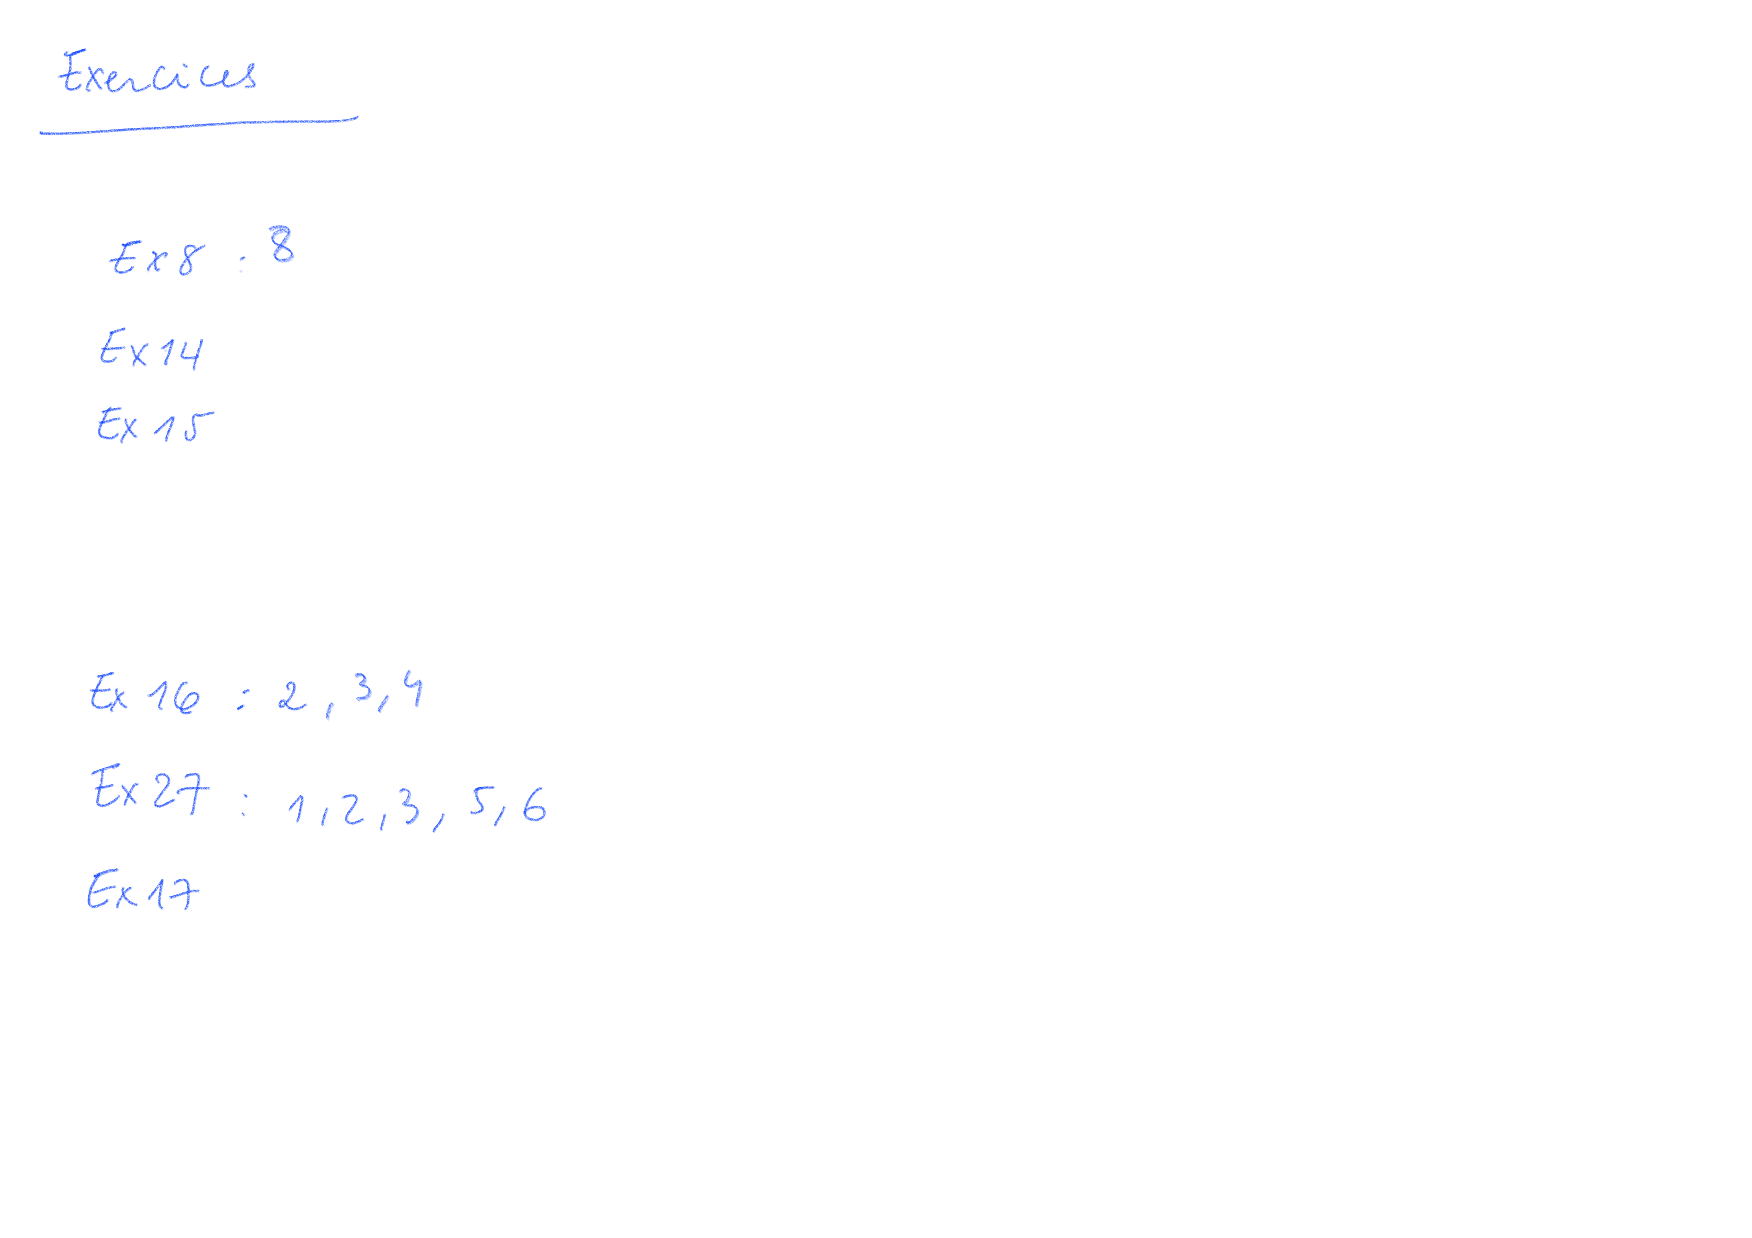 Exercices
Ex 8 : 8
Ex 14
Ex 15
Ex 16 : 2, 3, 4
Ex 27 : 1, 2, 3, 5, 6
Ex 17